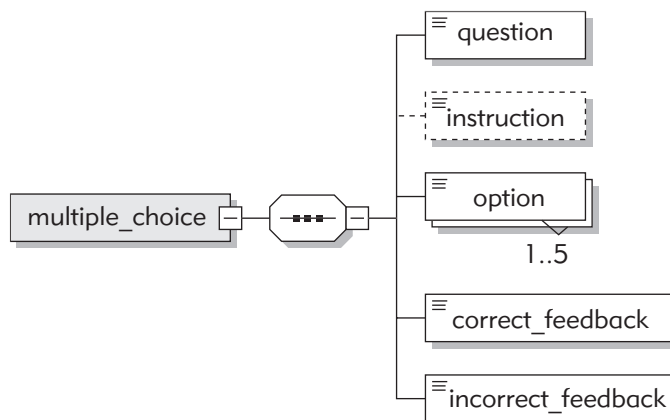 question
instruction
multiple_choice
option
1..5
correct_feedback
incorrect_feedback